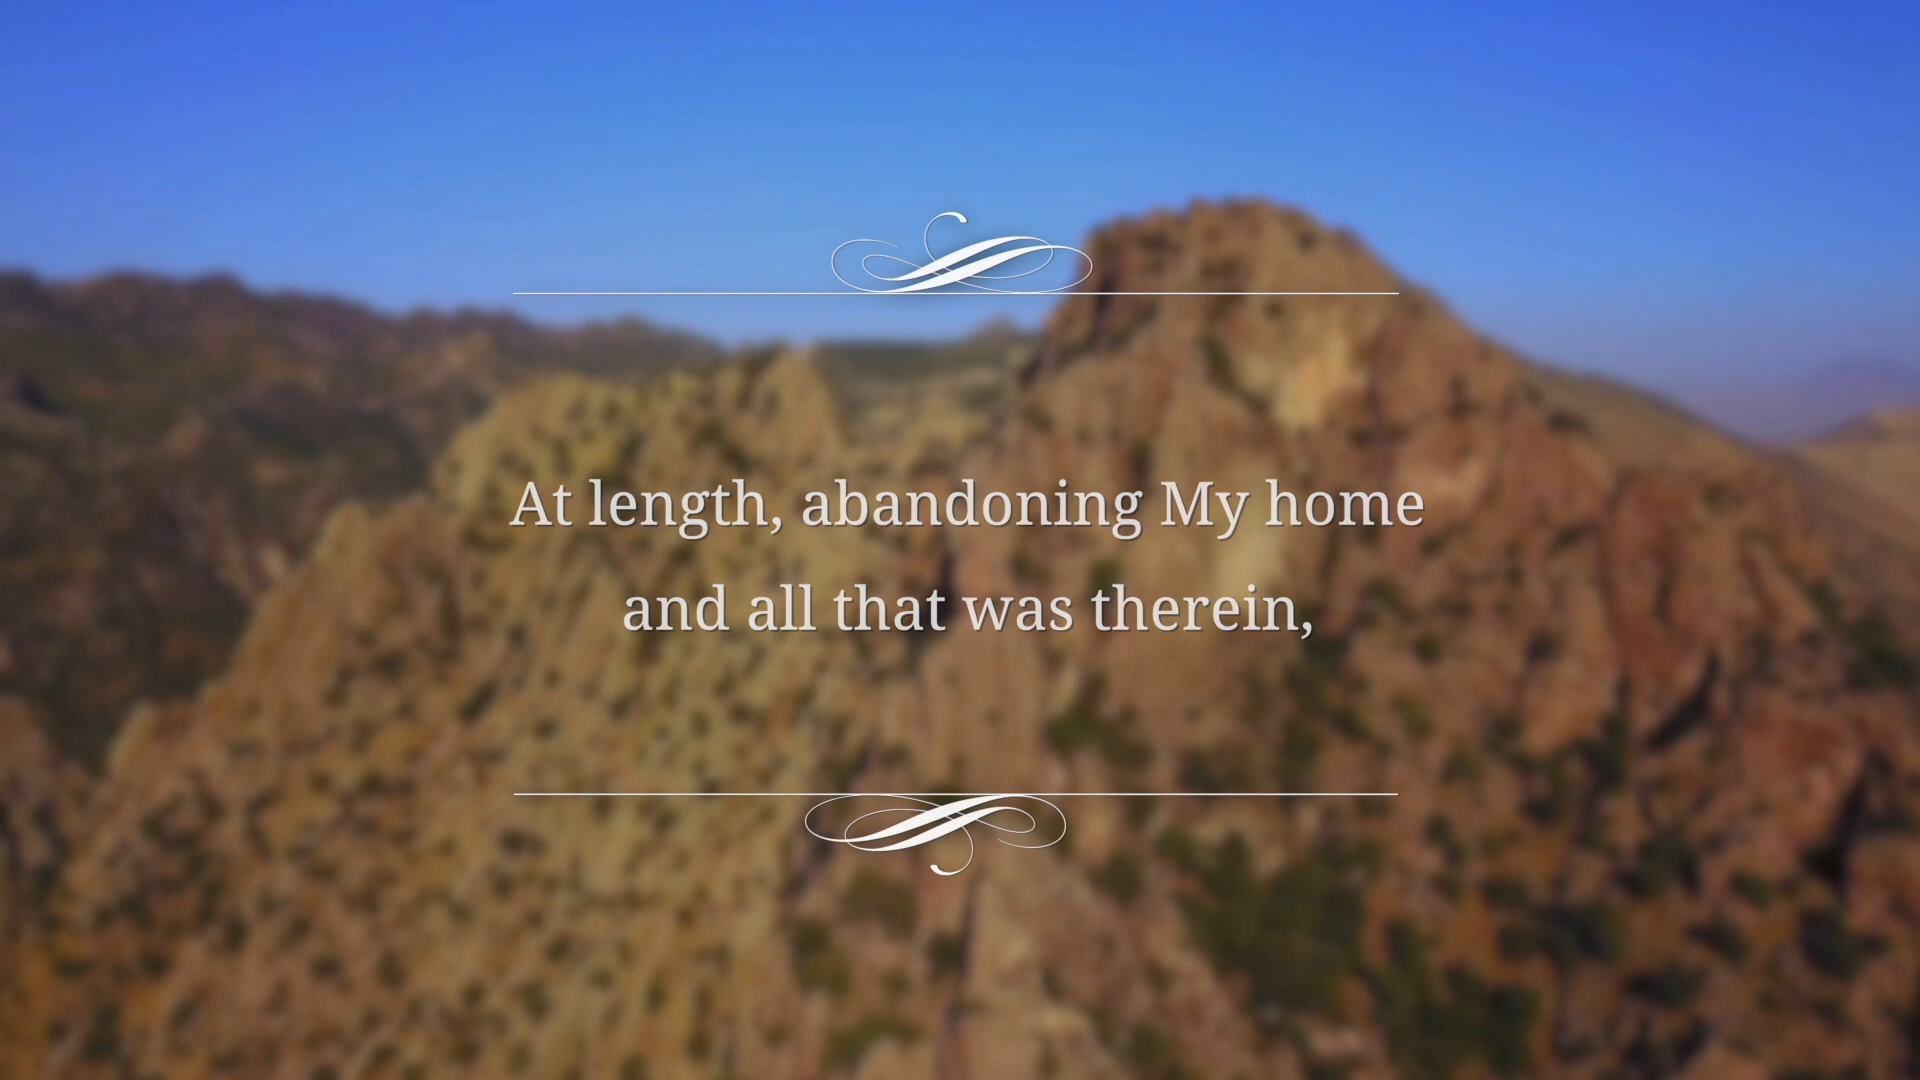 At length, abandoning My home
and all that was therein,